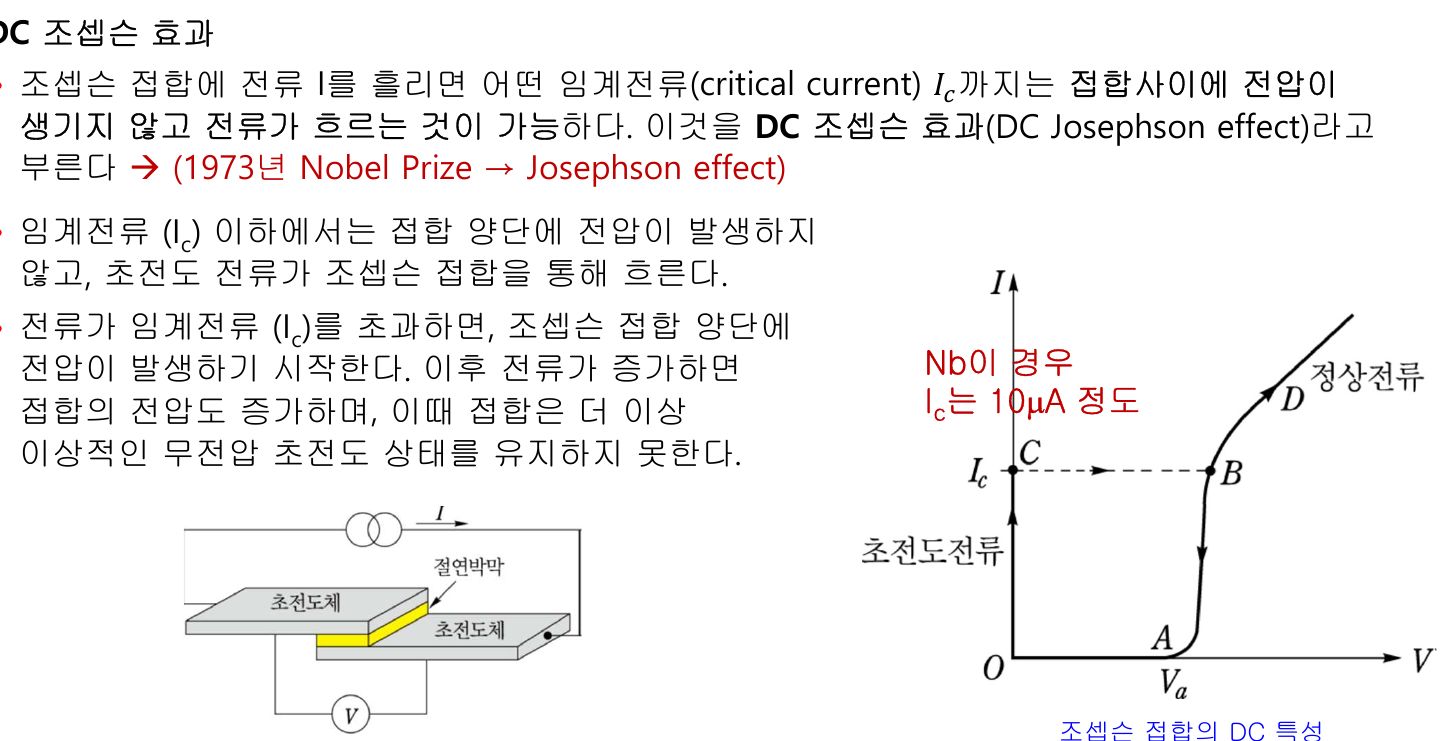 DC 조셉슨 효과
• 조셉슨 접합에 전류 I를 흘리면 어떤 임계전류(critical current) I_c까지는 접합사이에 전압이
생기지 않고 전류가 흐르는 것이 가능하다. 이것을 DC 조셉슨 효과(DC Josephson effect)라고
부른다 → (1973년 Nobel Prize → Josephson effect)
• 임계전류 (I_c) 이하에서는 접합 양단에 전압이 발생하지
않고, 초전도 전류가 조셉슨 접합을 통해 흐른다.
• 전류가 임계전류 (I_c)를 초과하면, 조셉슨 접합 양단에
전압이 발생하기 시작한다. 이후 전류가 증가하면
접합의 전압도 증가하며, 이때 접합은 더 이상
이상적인 무전압 초전도 상태를 유지하지 못한다.
I
절연박막
초전도체
초전도체
V
I
Nb이 경우
I_c는 10μA 정도
정상전류
D
C
I_c
B
초전도전류
A
O
V_a
V
조셉슨 접합의 DC 특성